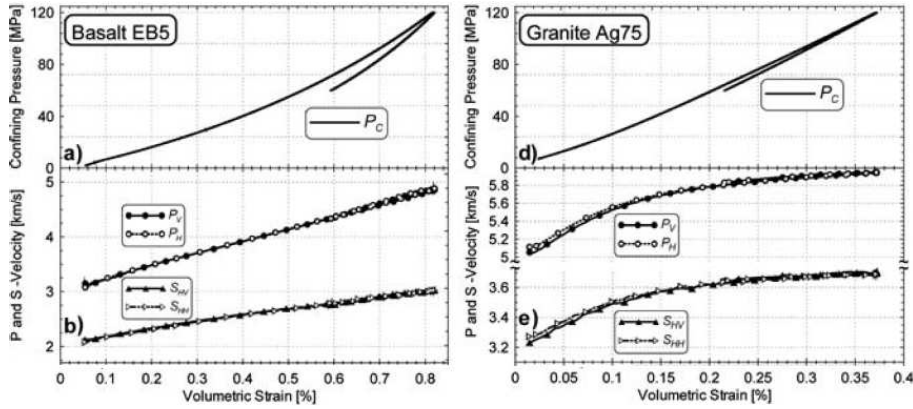 Confining Pressure [MPa]
120
80
40
0
Basalt EB5
P_C
a)
P and S -Velocity [km/s]
5
4
3
2
P_V
P_H
S_HV
S_HH
b)
0 0.1 0.2 0.3 0.4 0.5 0.6 0.7 0.8
Volumetric Strain [%]
Confining Pressure [MPa]
120
80
40
0
Granite Ag75
P_C
d)
P and S -Velocity [km/s]
5.8
5.6
5.4
5.2
5
3.6
3.4
3.2
P_V
P_H
S_HV
S_HH
e)
0 0.05 0.1 0.15 0.2 0.25 0.3 0.35 0.4
Volumetric Strain [%]